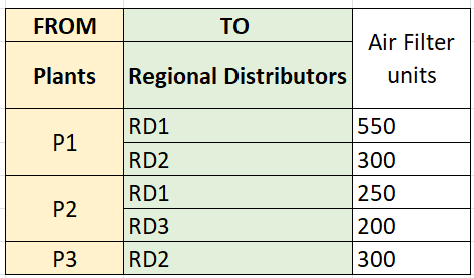 FROM TO Air Filter units
Plants Regional Distributors
P1 RD1 550
RD2 300
P2 RD1 250
RD3 200
P3 RD2 300